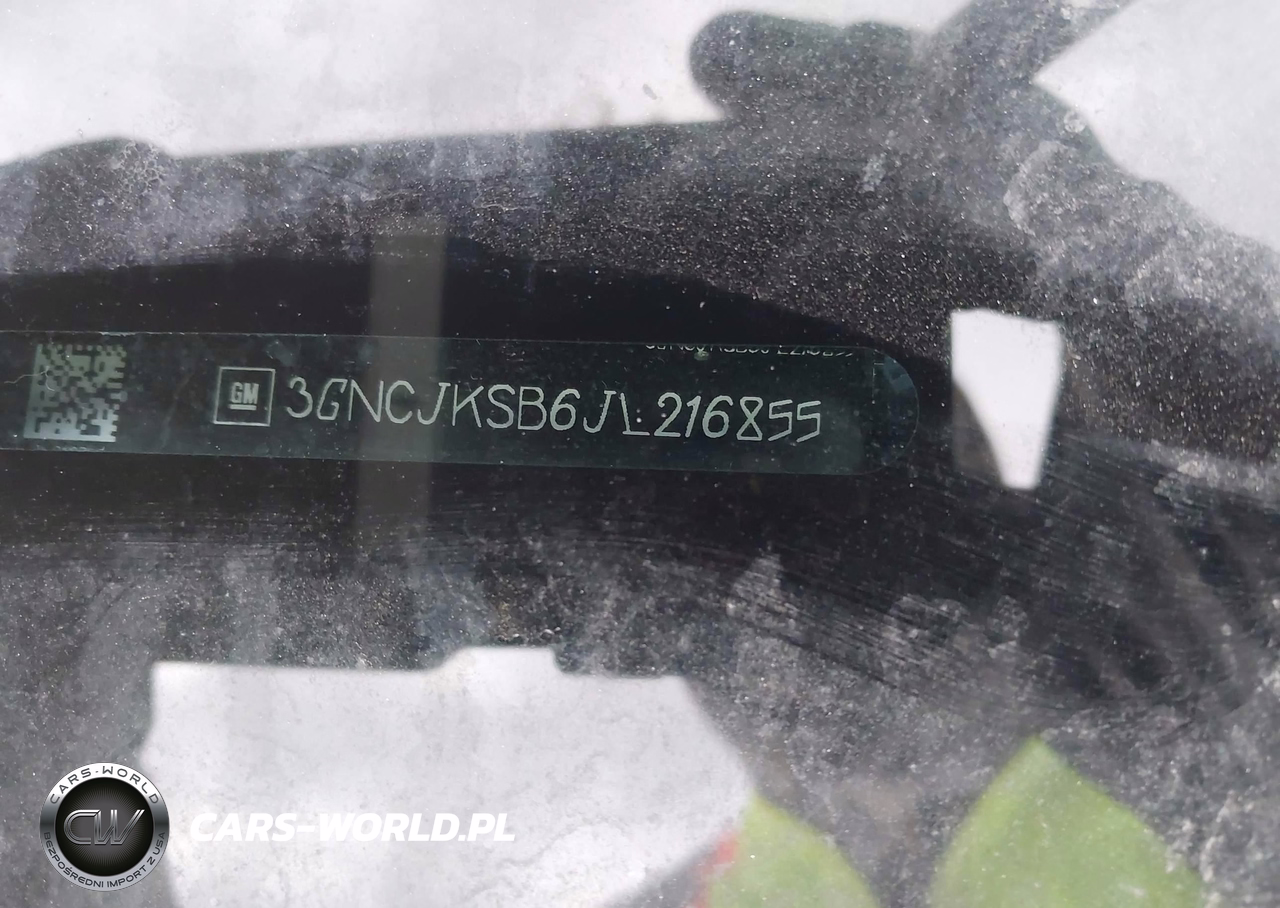 GM 3GNCJKSB6JL216855
CARS-WORLD
CW
BEZPOŚREDNI IMPORT Z USA
CARS-WORLD.PL